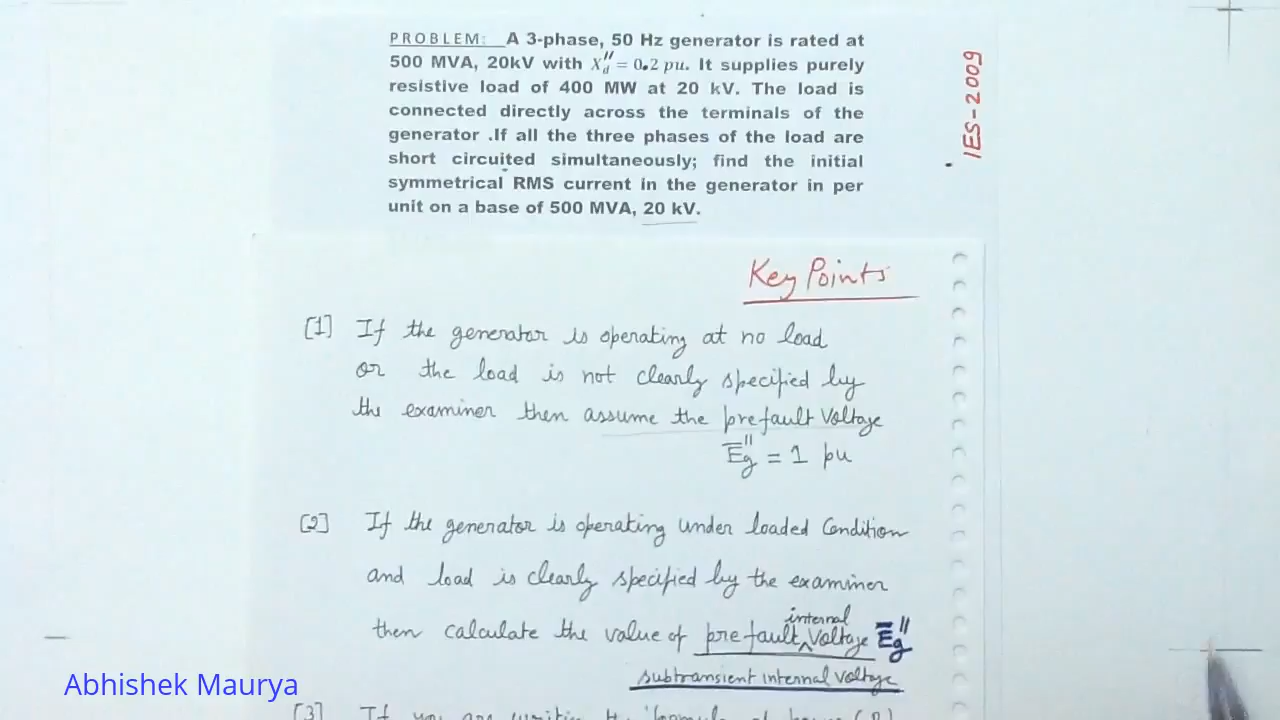 PROBLEM: A 3-phase, 50 Hz generator is rated at
500 MVA, 20kV with X″d = 0.2 pu. It supplies purely
resistive load of 400 MW at 20 kV. The load is
connected directly across the terminals of the
generator .If all the three phases of the load are
short circuited simultaneously; find the initial
symmetrical RMS current in the generator in per
unit on a base of 500 MVA, 20 kV.
IES-2009
Key Points
[1] If the generator is operating at no load
or the load is not clearly specified by
the examiner then assume the prefault Voltage
E̅g″ = 1 pu
[2] If the generator is operating under loaded Condition
and load is clearly specified by the examiner
internal
then calculate the value of prefault ^ Voltage E̅g″
subtransient internal voltage
Abhishek Maurya
[3] If you are